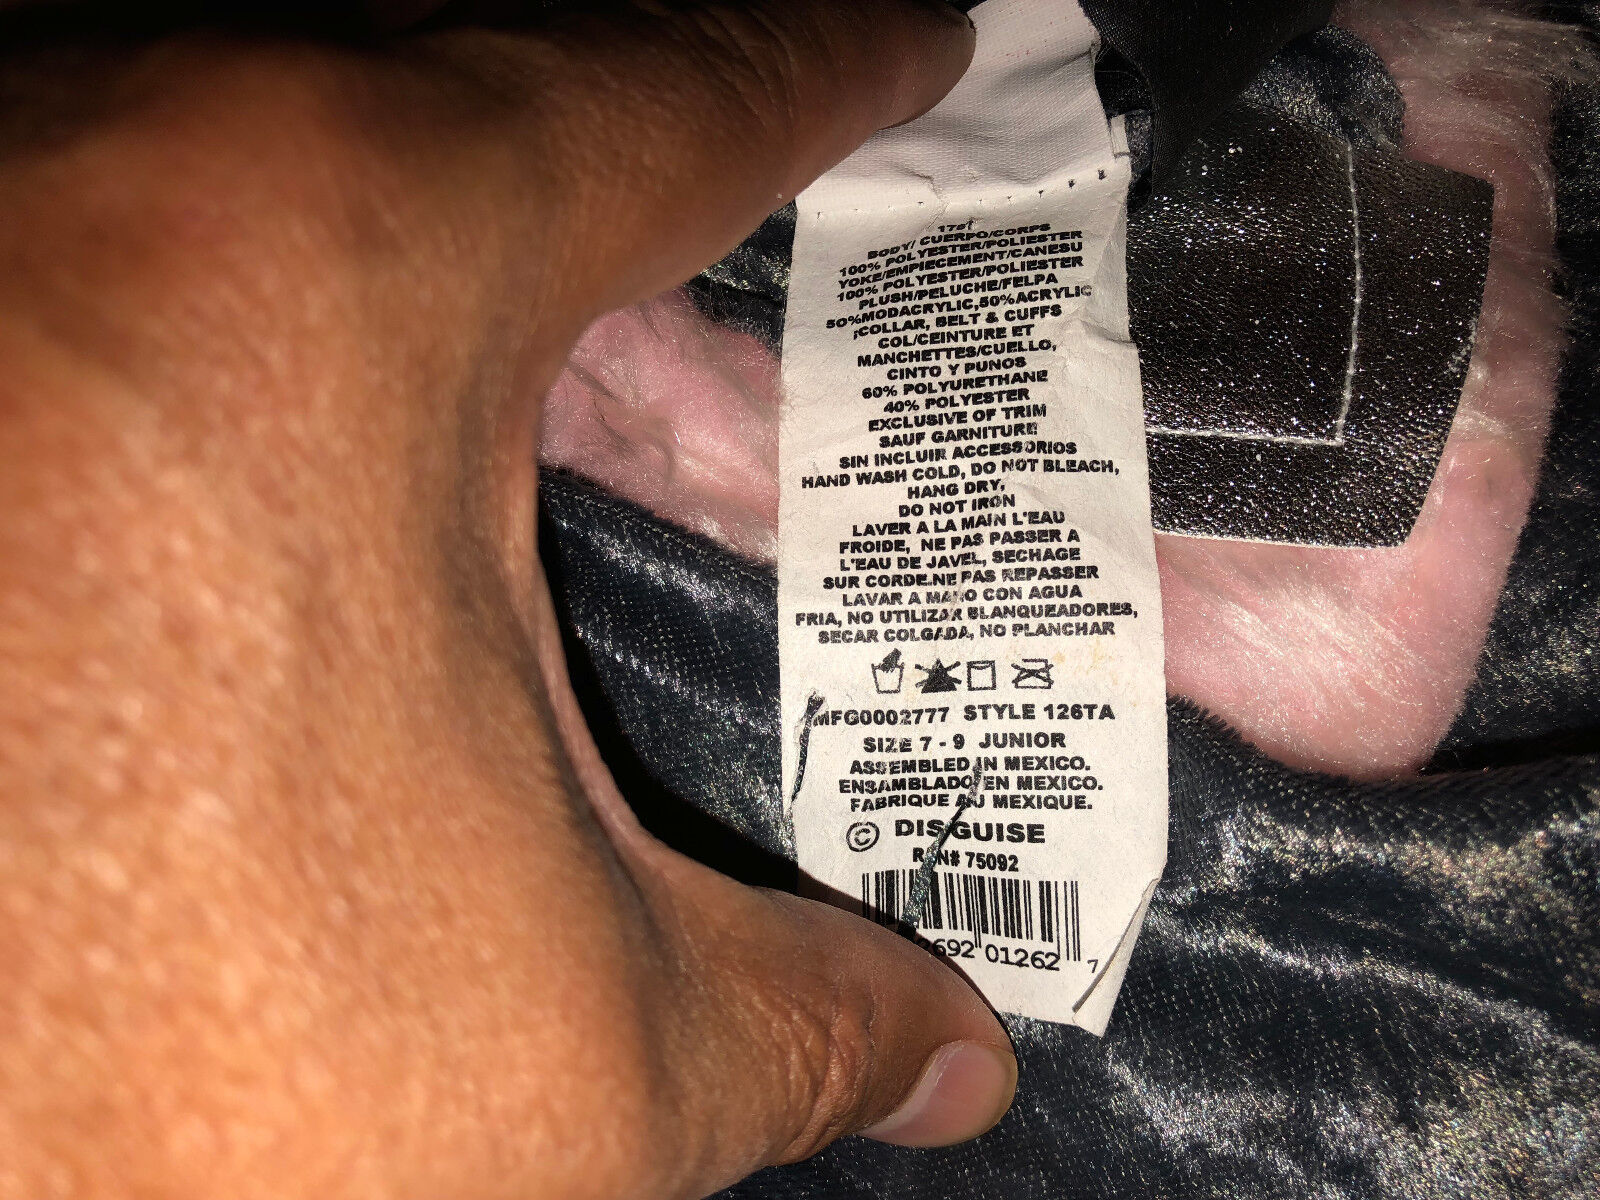 BODY/ CUERPO/CORPS
100% POLYESTER/POLIESTER
YOKE/EMPIECEMENT/CANESU
100% POLYESTER/POLIESTER
PLUSH/PELUCHE/FELPA
50%MODACRYLIC,50%ACRYLIC
;COLLAR, BELT & CUFFS
COL/CEINTURE ET
MANCHETTES/CUELLO,
CINTO Y PUNOS
60% POLYURETHANE
40% POLYESTER
EXCLUSIVE OF TRIM
SAUF GARNITURE
SIN INCLUIR ACCESSORIOS
HAND WASH COLD, DO NOT BLEACH,
HANG DRY,
DO NOT IRON
LAVER A LA MAIN L'EAU
FROIDE, NE PAS PASSER A
L'EAU DE JAVEL, SECHAGE
SUR CORDE.NE PAS REPASSER
LAVAR A MANO CON AGUA
FRIA, NO UTILIZAR BLANQUEADORES,
SECAR COLGADA, NO PLANCHAR
MFG0002777 STYLE 126TA
SIZE 7 - 9 JUNIOR
ASSEMBLED IN MEXICO.
ENSAMBLADO EN MEXICO.
FABRIQUE AU MEXIQUE.
© DISGUISE
RN# 75092
2692 01262 7